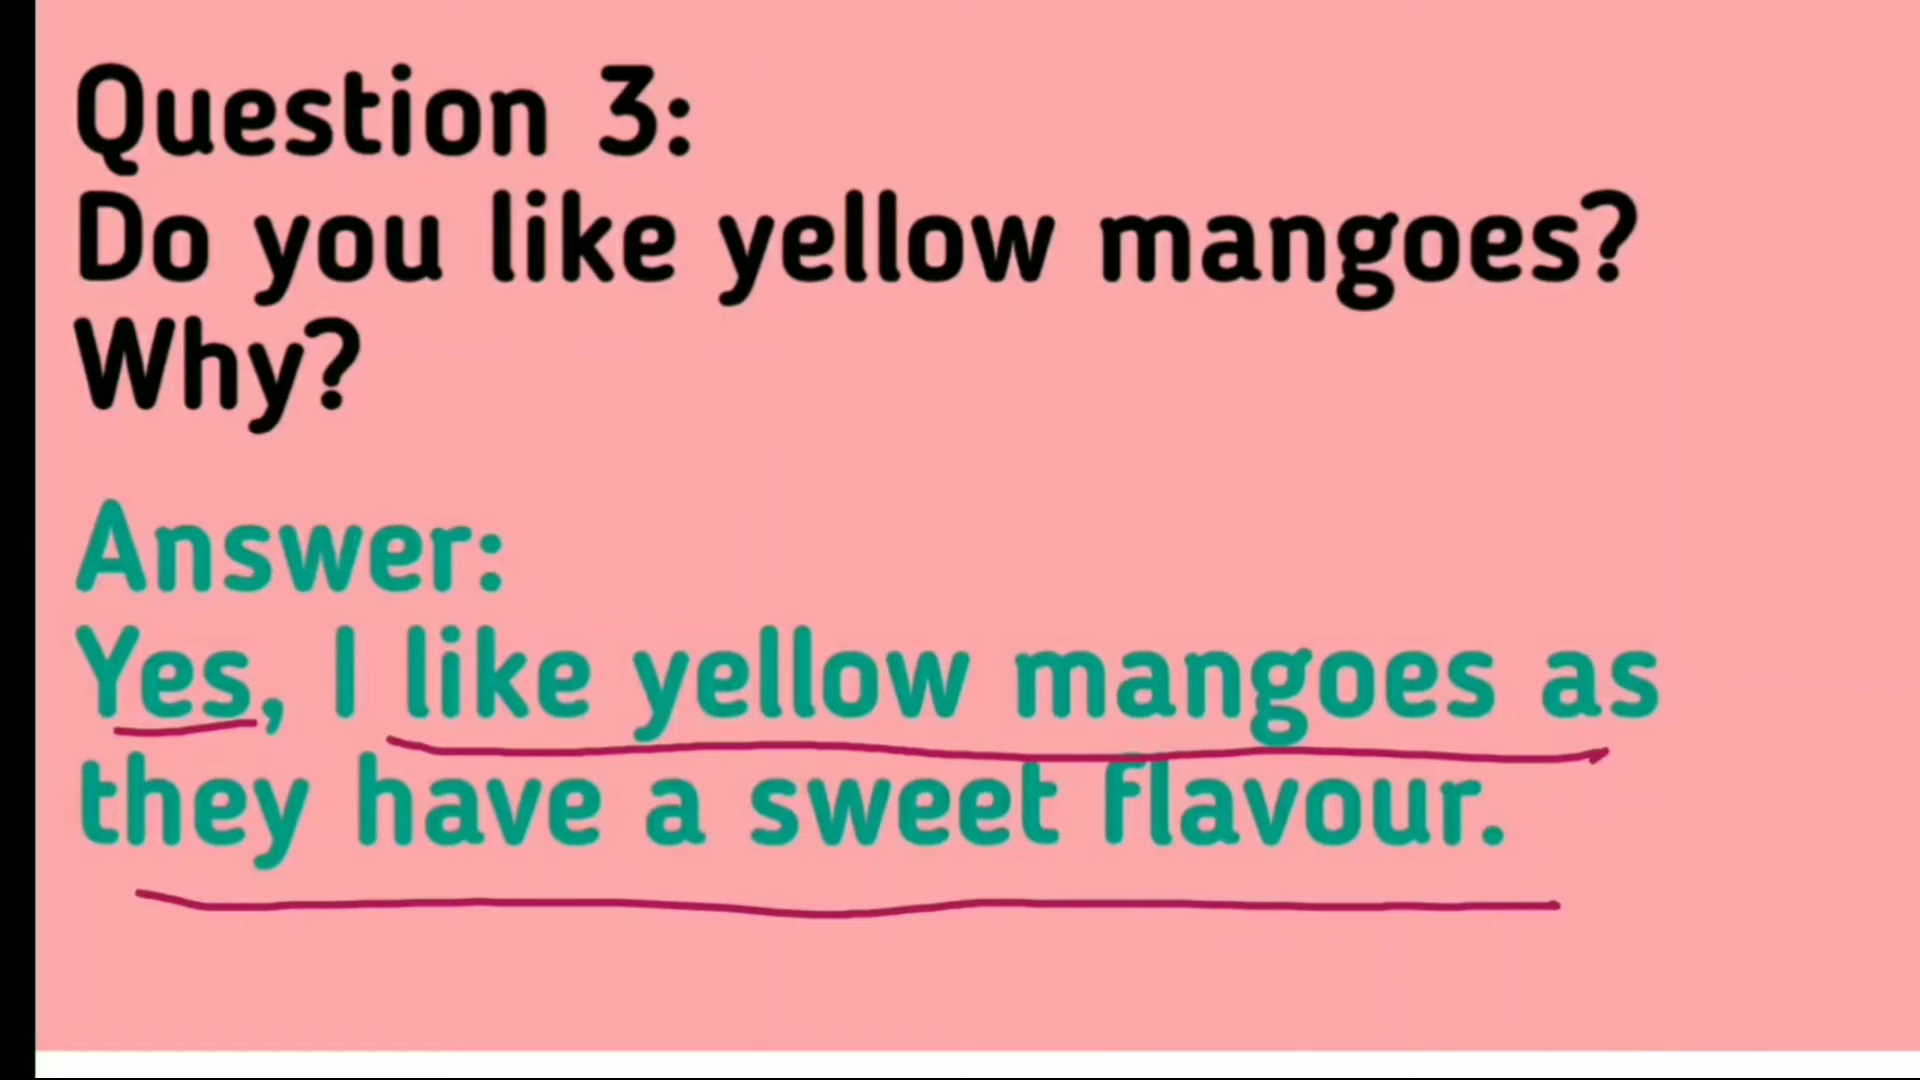 Question 3:
Do you like yellow mangoes?
Why?
Answer:
Yes, I like yellow mangoes as
they have a sweet flavour.